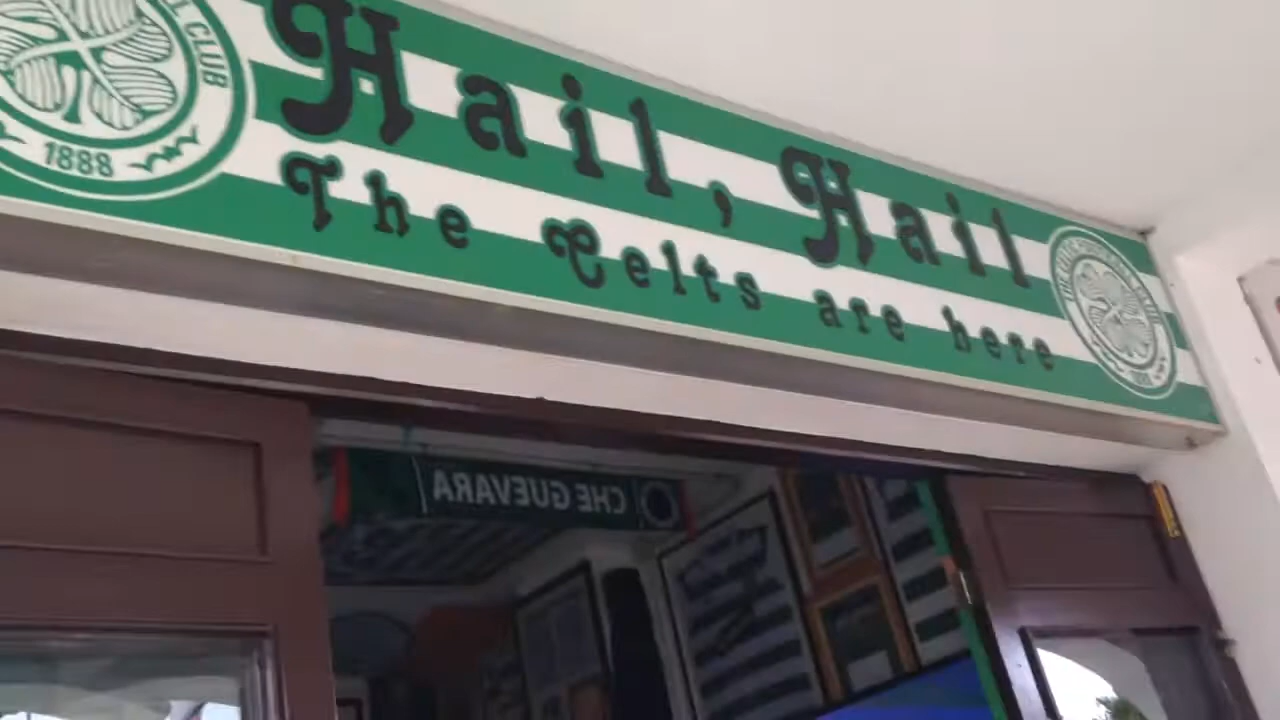 CLUB
1888
Hail, Hail
The Celts are here
CHE GUEVARA